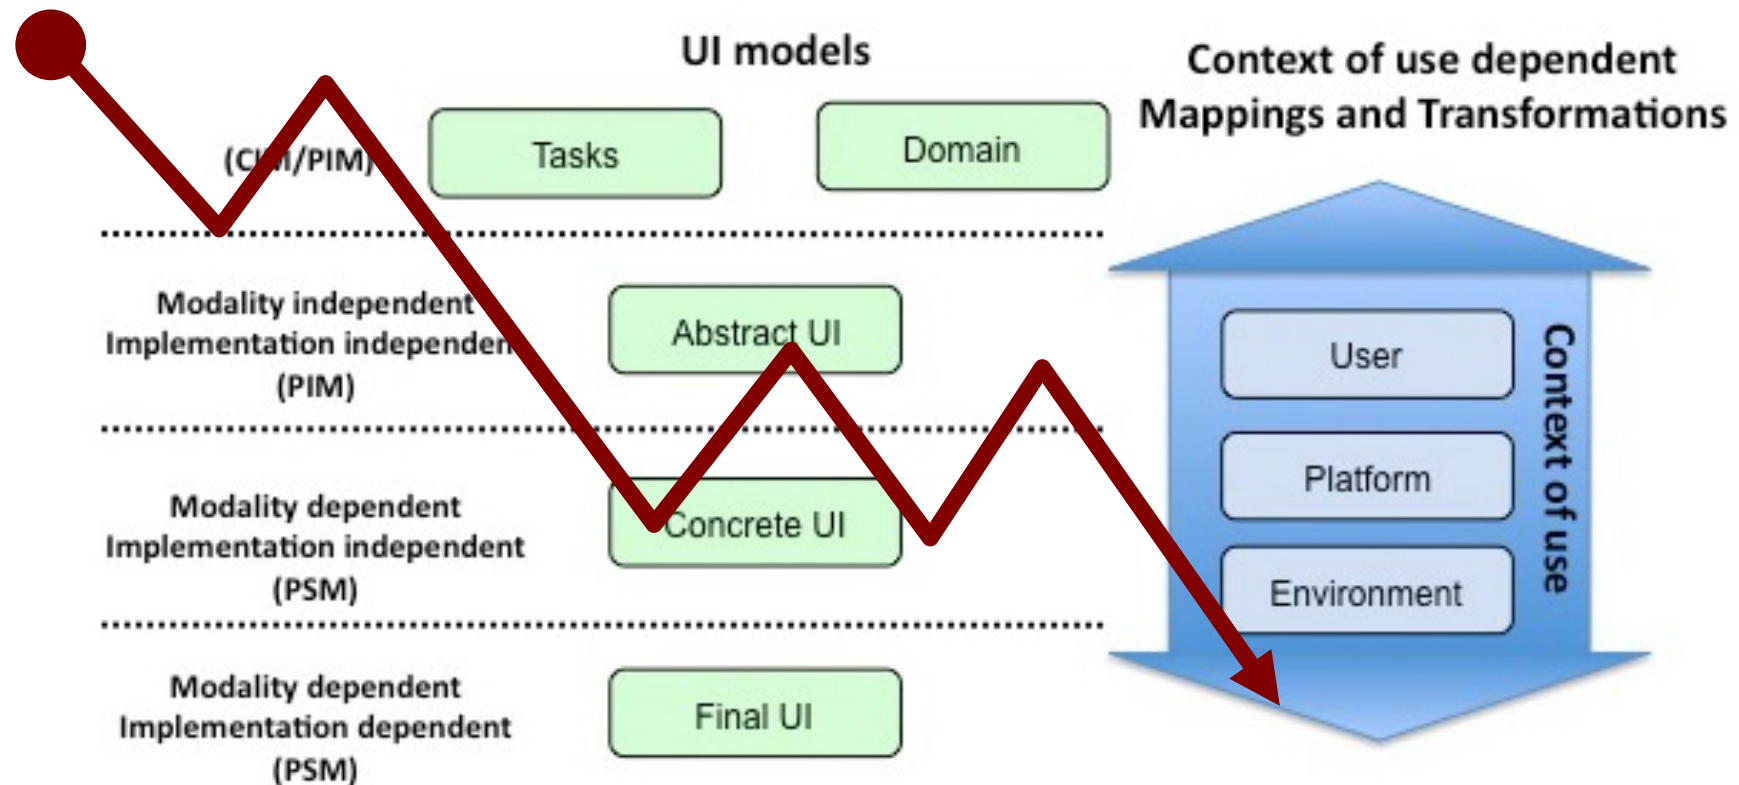 UI models
Context of use dependent
Mappings and Transformations
(CIM/PIM)
Tasks
Domain
Modality independent
Implementation independent
(PIM)
Abstract UI
Modality dependent
Implementation independent
(PSM)
Concrete UI
Modality dependent
Implementation dependent
(PSM)
Final UI
User
Platform
Environment
Context of use